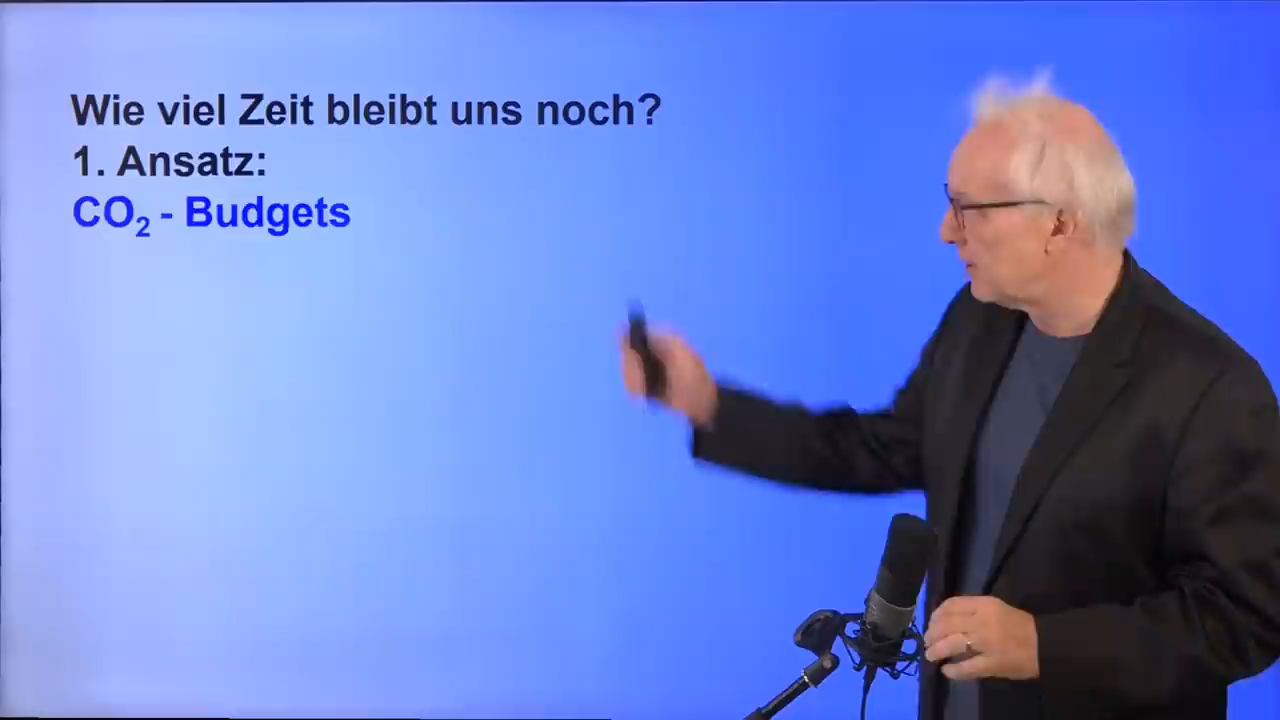 Wie viel Zeit bleibt uns noch?
1. Ansatz:
CO₂ - Budgets